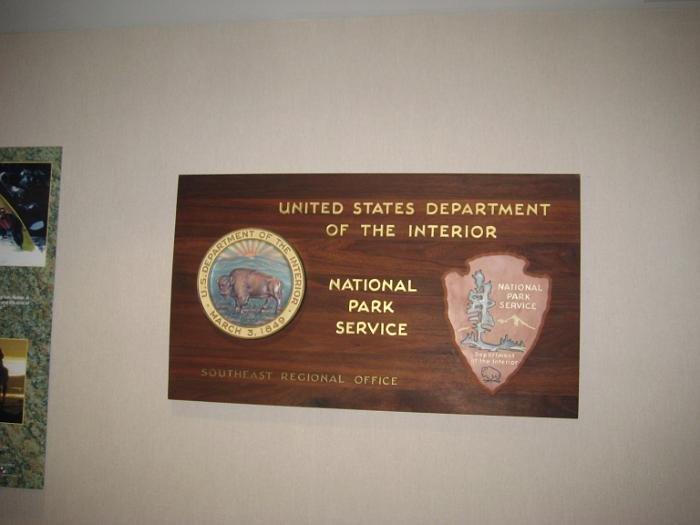 UNITED STATES DEPARTMENT
OF THE INTERIOR
U.S. DEPARTMENT OF THE INTERIOR
MARCH 3, 1849
NATIONAL
PARK
SERVICE
NATIONAL
PARK
SERVICE
Department
of the Interior
SOUTHEAST REGIONAL OFFICE